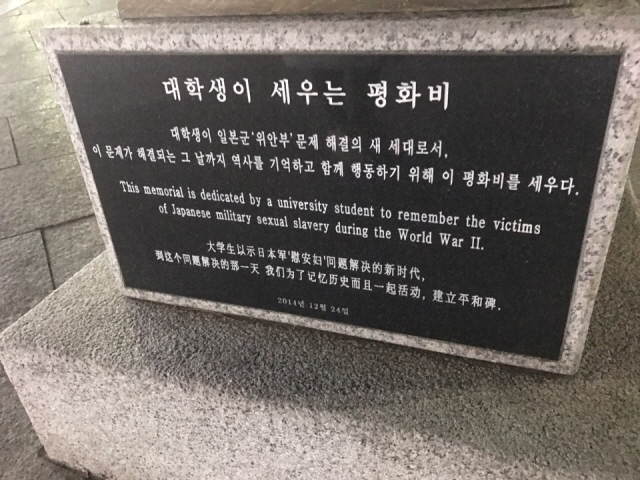 대학생이 세우는 평화비
대학생이 일본군'위안부'문제 해결의 새 세대로서,
이 문제가 해결되는 그 날까지 역사를 기억하고 함께 행동하기 위해 이 평화비를 세우다.
This memorial is dedicated by a university student to remember the victims
of Japanese military sexual slavery during the World War II.
大学生以示日本军'慰安妇'问题解决的新时代,
到这个问题解决的那一天 我们为了记忆历史而且一起活动, 建立平和碑.
2014년 12월 24일